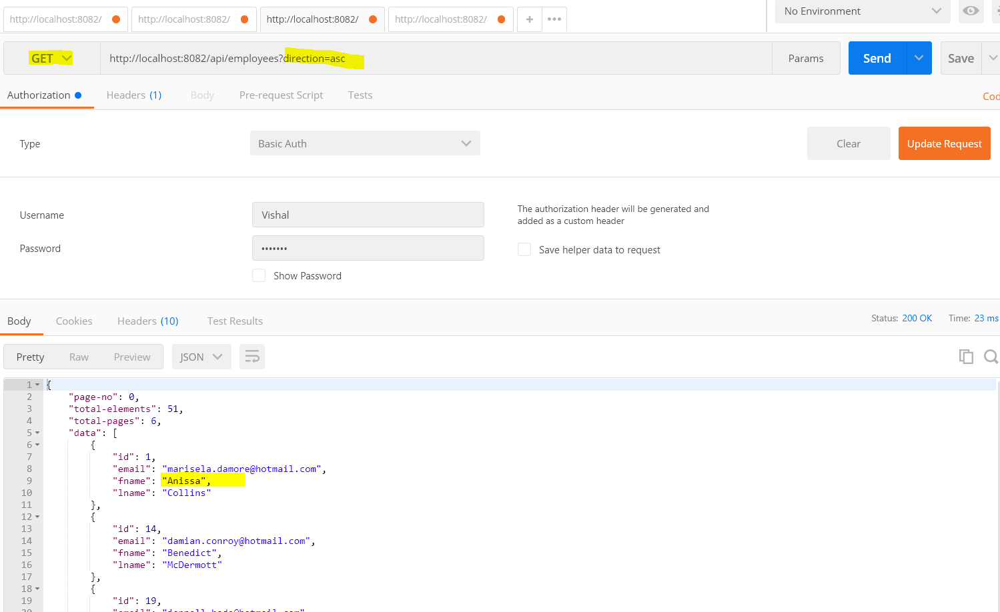 http://localhost:8082/ http://localhost:8082/ http://localhost:8082/ http://localhost:8082/ + ••• No Environment
GET http://localhost:8082/api/employees?direction=asc Params Send Save
Authorization Headers (1) Body Pre-request Script Tests
Type Basic Auth Clear Update Request
Username Vishal The authorization header will be generated and
added as a custom header
Password ••••••• Save helper data to request
Show Password
Body Cookies Headers (10) Test Results Status: 200 OK Time: 23 ms
Pretty Raw Preview JSON
1 {
2 "page-no": 0,
3 "total-elements": 51,
4 "total-pages": 6,
5 "data": [
6 {
7 "id": 1,
8 "email": "marisela.damore@hotmail.com",
9 "fname": "Anissa",
10 "lname": "Collins"
11 },
12 {
13 "id": 14,
14 "email": "damian.conroy@hotmail.com",
15 "fname": "Benedict",
16 "lname": "McDermott"
17 },
18 {
19 "id": 19,